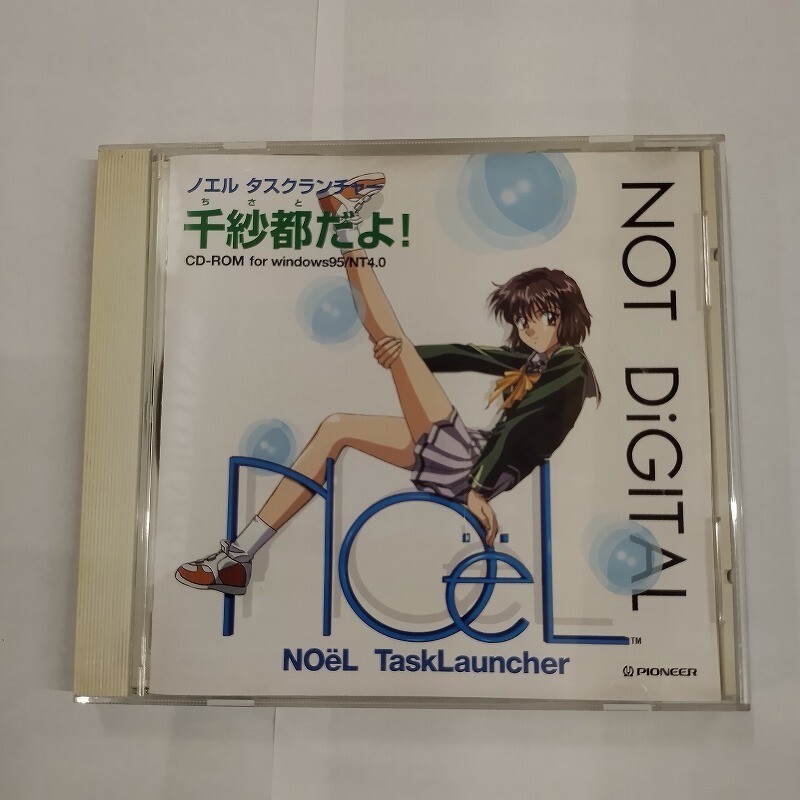 ノエル タスクランチャー
ちさと
千紗都だよ!
CD-ROM for windows95/NT4.0
NOT DiGITAL
NOëL™
NOëL TaskLauncher
PIONEER